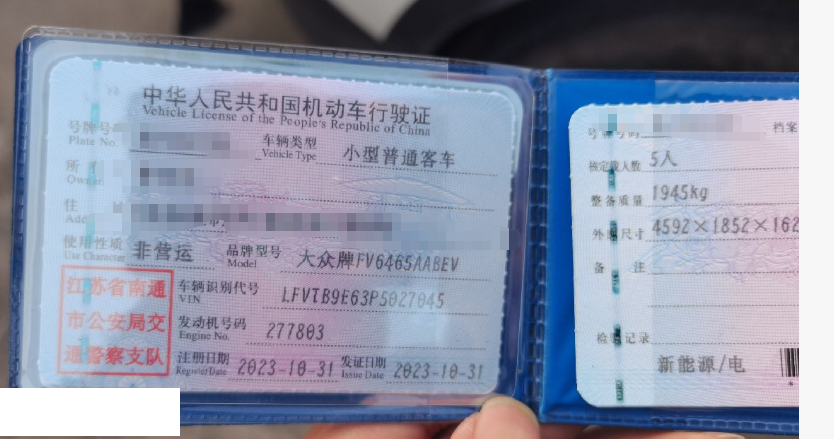 中华人民共和国机动车行驶证
Vehicle License of the People's Republic of China
号牌号
Plate No.
车辆类型
Vehicle Type
小型普通客车
所
Owner
住
Add
使用性质
Use Character
非营运
品牌型号
Model
大众牌FV6465AABEV
江苏省南通
市公安局交
通警察支队
车辆识别代号
VIN
LFVTB9E63P5027045
发动机号码
Engine No.
277803
注册日期
Register Date
2023-10-31
发证日期
Issue Date
2023-10-31
号牌号码
档案
核定载人数
5人
整备质量
1945kg
外 尺寸
4592×1852×162
备 注
检 记录
新能源/电